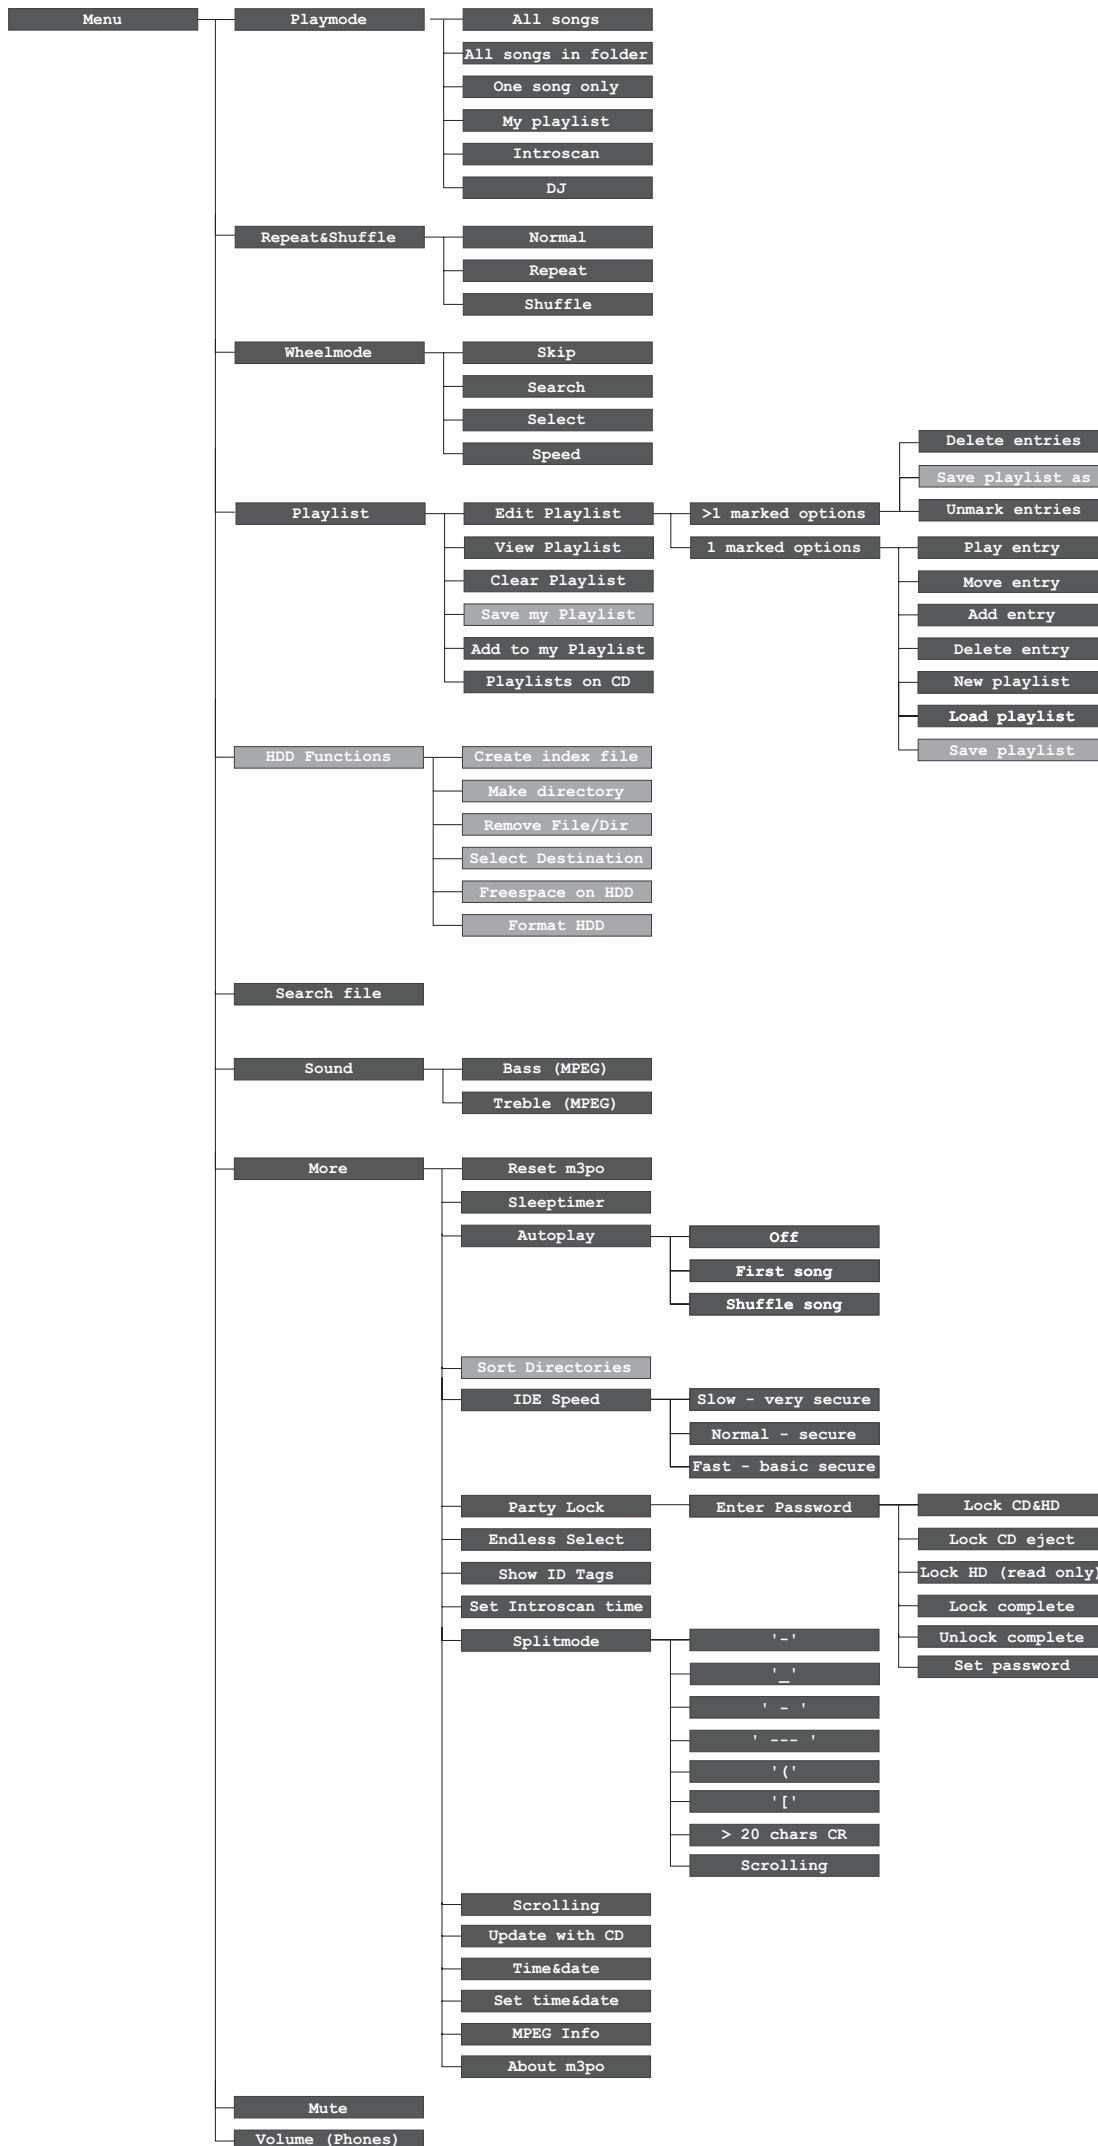 Menu
Playmode
All songs
All songs in folder
One song only
My playlist
Introscan
DJ
Repeat&Shuffle
Normal
Repeat
Shuffle
Wheelmode
Skip
Search
Select
Speed
Playlist
Edit Playlist
>1 marked options
Delete entries
Save playlist as
Unmark entries
1 marked options
Play entry
Move entry
Add entry
Delete entry
New playlist
Load playlist
Save playlist
View Playlist
Clear Playlist
Save my Playlist
Add to my Playlist
Playlists on CD
HDD Functions
Create index file
Make directory
Remove File/Dir
Select Destination
Freespace on HDD
Format HDD
Search file
Sound
Bass (MPEG)
Treble (MPEG)
More
Reset m3po
Sleeptimer
Autoplay
Off
First song
Shuffle song
Sort Directories
IDE Speed
Slow - very secure
Normal - secure
Fast - basic secure
Party Lock
Enter Password
Lock CD&HD
Lock CD eject
Lock HD (read only)
Lock complete
Unlock complete
Set password
Endless Select
Show ID Tags
Set Introscan time
Splitmode
'-'
'_'
' - '
' --- '
'('
'['
> 20 chars CR
Scrolling
Scrolling
Update with CD
Time&date
Set time&date
MPEG Info
About m3po
Mute
Volume (Phones)